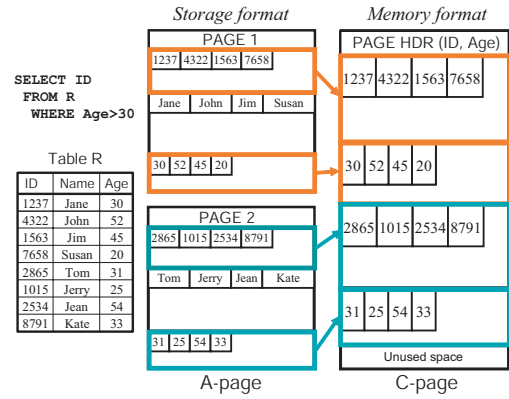 Storage format
Memory format
SELECT ID
FROM R
WHERE Age>30
Table R
ID Name Age
1237 Jane 30
4322 John 52
1563 Jim 45
7658 Susan 20
2865 Tom 31
1015 Jerry 25
2534 Jean 54
8791 Kate 33
PAGE 1
1237 4322 1563 7658
Jane John Jim Susan
30 52 45 20
PAGE 2
2865 1015 2534 8791
Tom Jerry Jean Kate
31 25 54 33
A-page
PAGE HDR (ID, Age)
1237 4322 1563 7658
30 52 45 20
2865 1015 2534 8791
31 25 54 33
Unused space
C-page